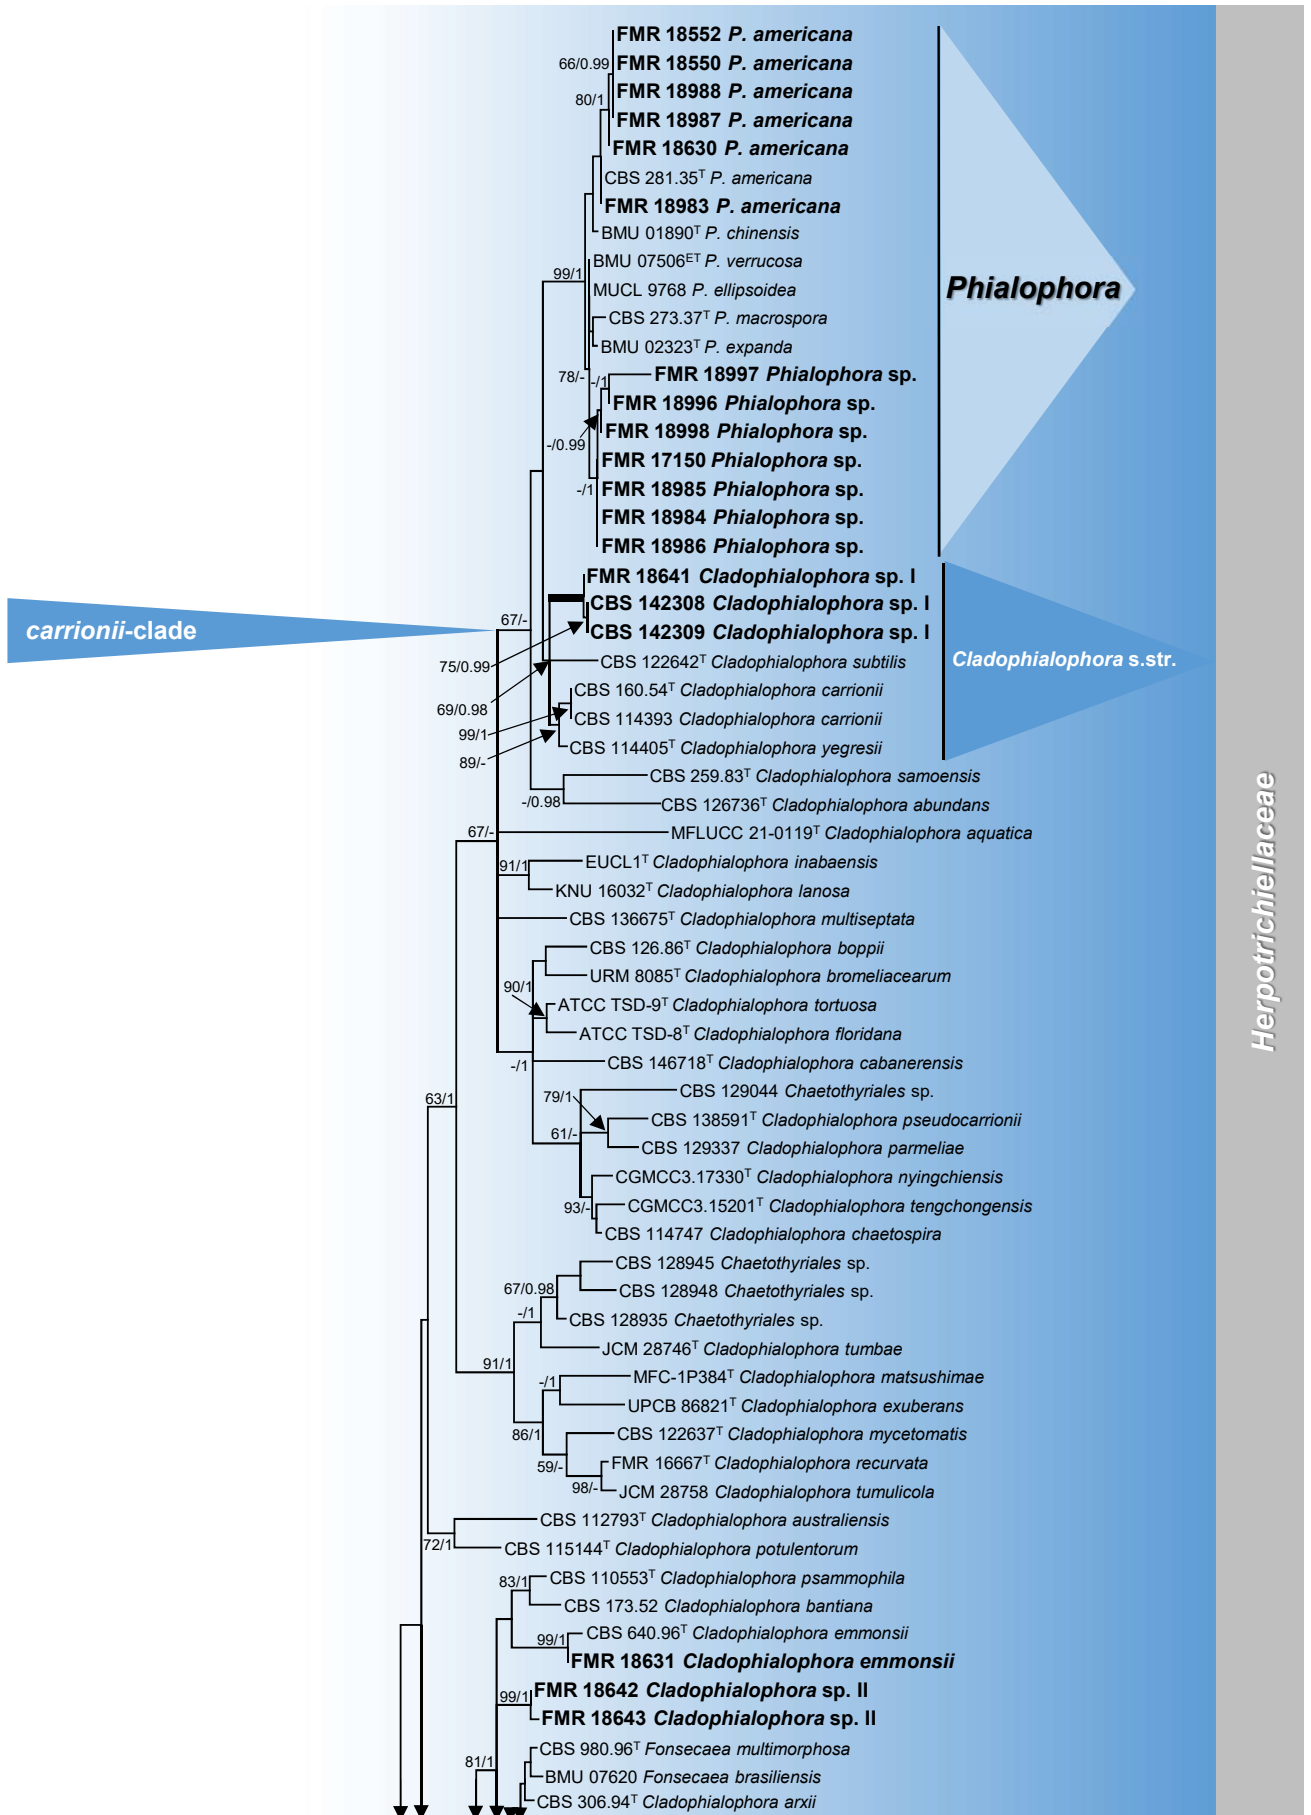 FMR 18552 P. americana
66/0.99
FMR 18550 P. americana
FMR 18988 P. americana
80/1
FMR 18987 P. americana
FMR 18630 P. americana
CBS 281.35ᵀ P. americana
FMR 18983 P. americana
BMU 01890ᵀ P. chinensis
BMU 07506ᴱᵀ P. verrucosa
99/1
MUCL 9768 P. ellipsoidea
Phialophora
CBS 273.37ᵀ P. macrospora
BMU 02323ᵀ P. expanda
78/-
-/1
FMR 18997 Phialophora sp.
FMR 18996 Phialophora sp.
FMR 18998 Phialophora sp.
-/0.99
FMR 17150 Phialophora sp.
-/1
FMR 18985 Phialophora sp.
FMR 18984 Phialophora sp.
FMR 18986 Phialophora sp.
FMR 18641 Cladophialophora sp. I
CBS 142308 Cladophialophora sp. I
67/-
carrionii-clade
CBS 142309 Cladophialophora sp. I
75/0.99
CBS 122642ᵀ Cladophialophora subtilis
Cladophialophora s.str.
CBS 160.54ᵀ Cladophialophora carrionii
69/0.98
CBS 114393 Cladophialophora carrionii
99/1
CBS 114405ᵀ Cladophialophora yegresii
89/-
CBS 259.83ᵀ Cladophialophora samoensis
-/0.98
CBS 126736ᵀ Cladophialophora abundans
67/-
MFLUCC 21-0119ᵀ Cladophialophora aquatica
91/1
EUCL1ᵀ Cladophialophora inabaensis
KNU 16032ᵀ Cladophialophora lanosa
Herpotrichiellaceae
CBS 136675ᵀ Cladophialophora multiseptata
CBS 126.86ᵀ Cladophialophora boppii
URM 8085ᵀ Cladophialophora bromeliacearum
90/1
ATCC TSD-9ᵀ Cladophialophora tortuosa
ATCC TSD-8ᵀ Cladophialophora floridana
-/1
CBS 146718ᵀ Cladophialophora cabanerensis
CBS 129044 Chaetothyriales sp.
79/1
63/1
CBS 138591ᵀ Cladophialophora pseudocarrionii
61/-
CBS 129337 Cladophialophora parmeliae
CGMCC3.17330ᵀ Cladophialophora nyingchiensis
93/-
CGMCC3.15201ᵀ Cladophialophora tengchongensis
CBS 114747 Cladophialophora chaetospira
CBS 128945 Chaetothyriales sp.
67/0.98
CBS 128948 Chaetothyriales sp.
-/1
CBS 128935 Chaetothyriales sp.
JCM 28746ᵀ Cladophialophora tumbae
91/1
-/1
MFC-1P384ᵀ Cladophialophora matsushimae
UPCB 86821ᵀ Cladophialophora exuberans
86/1
CBS 122637ᵀ Cladophialophora mycetomatis
59/-
FMR 16667ᵀ Cladophialophora recurvata
98/-
JCM 28758 Cladophialophora tumulicola
CBS 112793ᵀ Cladophialophora australiensis
72/1
CBS 115144ᵀ Cladophialophora potulentorum
83/1
CBS 110553ᵀ Cladophialophora psammophila
CBS 173.52 Cladophialophora bantiana
99/1
CBS 640.96ᵀ Cladophialophora emmonsii
FMR 18631 Cladophialophora emmonsii
99/1
FMR 18642 Cladophialophora sp. II
FMR 18643 Cladophialophora sp. II
CBS 980.96ᵀ Fonsecaea multimorphosa
81/1
BMU 07620 Fonsecaea brasiliensis
CBS 306.94ᵀ Cladophialophora arxii